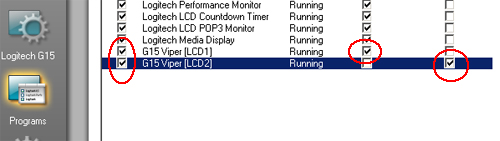 Logitech Performance Monitor Running
Logitech LCD Countdown Timer Running
Logitech LCD POP3 Monitor Running
Logitech Media Display Running
G15 Viper [LCD1] Running
G15 Viper [LCD2] Running
Logitech G15
Programs